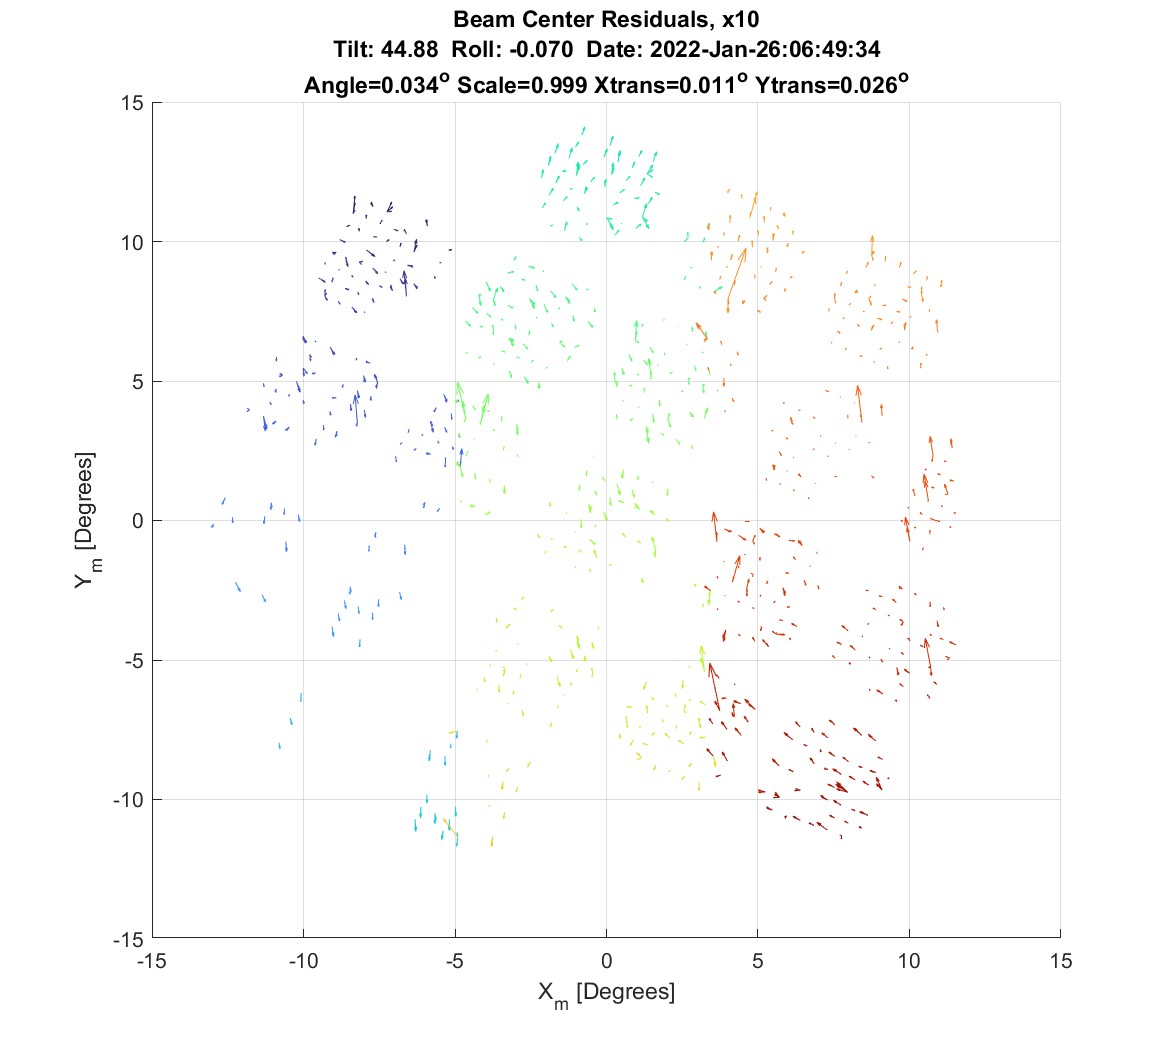 Beam Center Residuals, x10
Tilt: 44.88 Roll: -0.070 Date: 2022-Jan-26:06:49:34
Angle=0.034° Scale=0.999 Xtrans=0.011° Ytrans=0.026°
15
10
5
0
-5
-10
-15
Y_m [Degrees]
-15 -10 -5 0 5 10 15
X_m [Degrees]